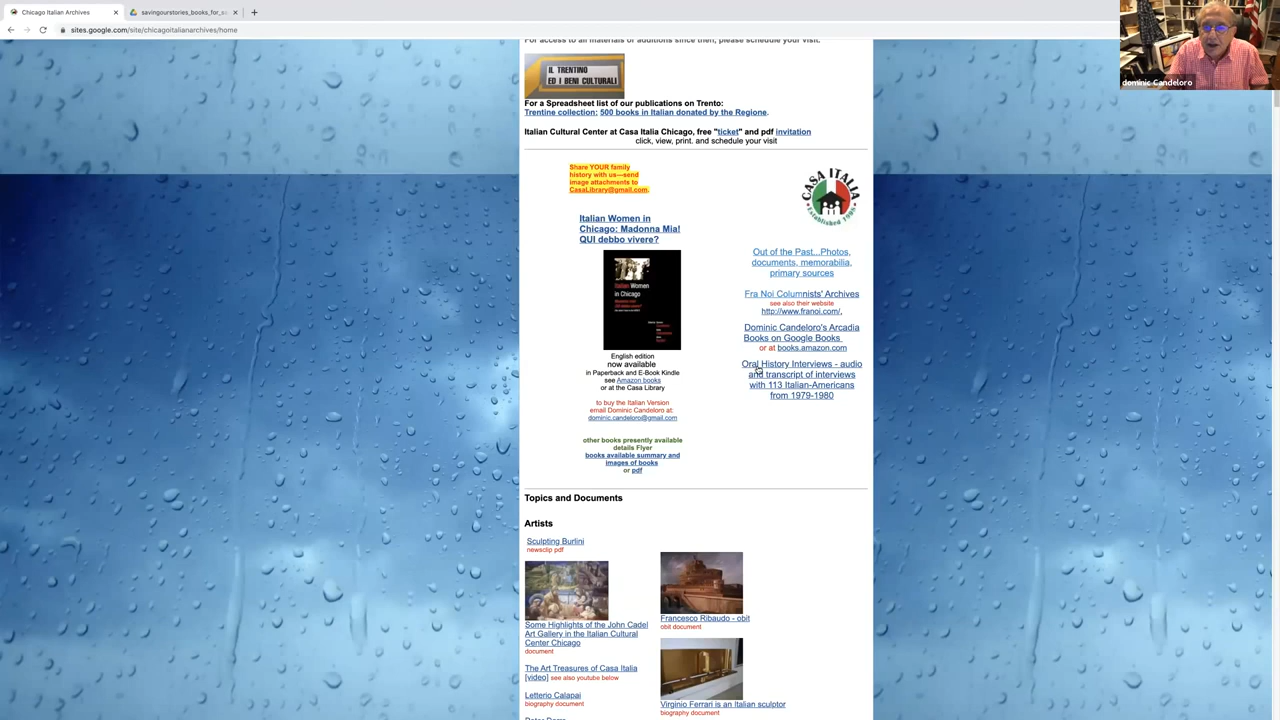 Chicago Italian Archives
savingourstories_books_for_se
sites.google.com/site/chicagoitalianarchives/home
For access to all materials or additions since then, please schedule your visit.
IL TRENTINO
ED I BENI CULTURALI
For a Spreadsheet list of our publications on Trento:
Trentine collection: 500 books in Italian donated by the Regione.
Italian Cultural Center at Casa Italia Chicago, free "ticket" and pdf invitation
click, view, print. and schedule your visit
Share YOUR family
history with us—send
image attachments to
CasaLibrary@gmail.com.
Italian Women in
Chicago: Madonna Mia!
QUI debbo vivere?
Italian Women
in Chicago
English edition
now available
in Paperback and E-Book Kindle
see Amazon books
or at the Casa Library
to buy the Italian Version
email Dominic Candeloro at:
dominic.candeloro@gmail.com
other books presently available
details Flyer
books available summary and
images of books
or pdf
CASA ITALIA
Established 1998
Out of the Past...Photos,
documents, memorabilia,
primary sources
Fra Noi Columnists' Archives
see also their website
http://www.franoi.com/,
Dominic Candeloro's Arcadia
Books on Google Books
or at books.amazon.com
Oral History Interviews - audio
and transcript of interviews
with 113 Italian-Americans
from 1979-1980
Topics and Documents
Artists
Sculpting Burlini
newsclip pdf
Some Highlights of the John Cadel
Art Gallery in the Italian Cultural
Center Chicago
document
The Art Treasures of Casa Italia
[video] see also youtube below
Letterio Calapai
biography document
Francesco Ribaudo - obit
obit document
Virginio Ferrari is an Italian sculptor
biography document
dominic Candeloro